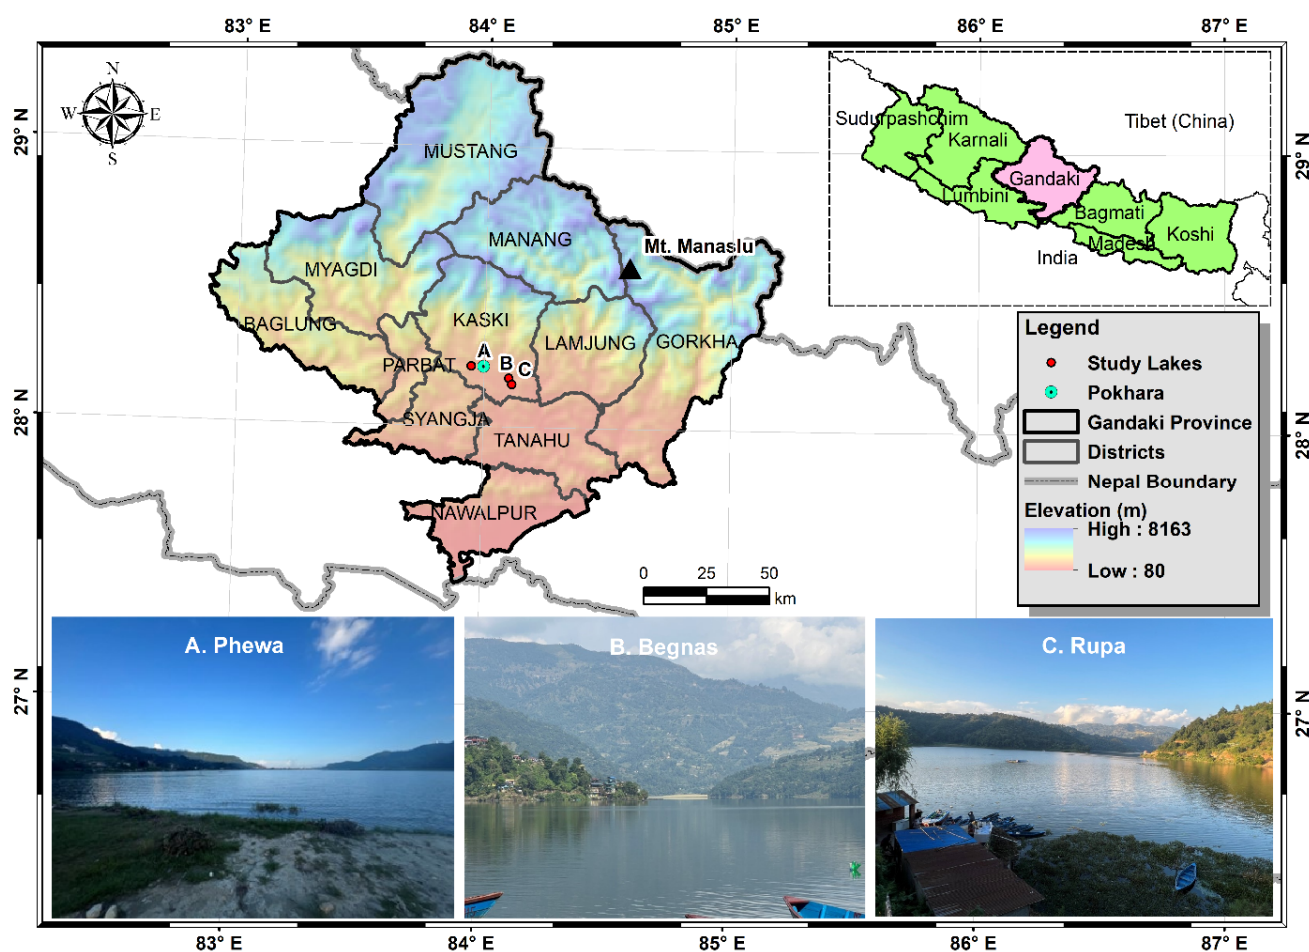 83° E
84° E
85° E
86° E
87° E
29° N
28° N
27° N
N
W
E
S
MUSTANG
MANANG
Mt. Manaslu
MYAGDI
BAGLUNG
KASKI
LAMJUNG
GORKHA
PARBAT
A
B
C
SYANGJA
TANAHU
NAWALPUR
0 25 50
km
Sudurpashchim
Karnali
Tibet (China)
Gandaki
Lumbini
Bagmati
Madesh
Koshi
India
29° N
28° N
27° N
Legend
Study Lakes
Pokhara
Gandaki Province
Districts
Nepal Boundary
Elevation (m)
High : 8163
Low : 80
A. Phewa
B. Begnas
C. Rupa
83° E
84° E
85° E
86° E
87° E